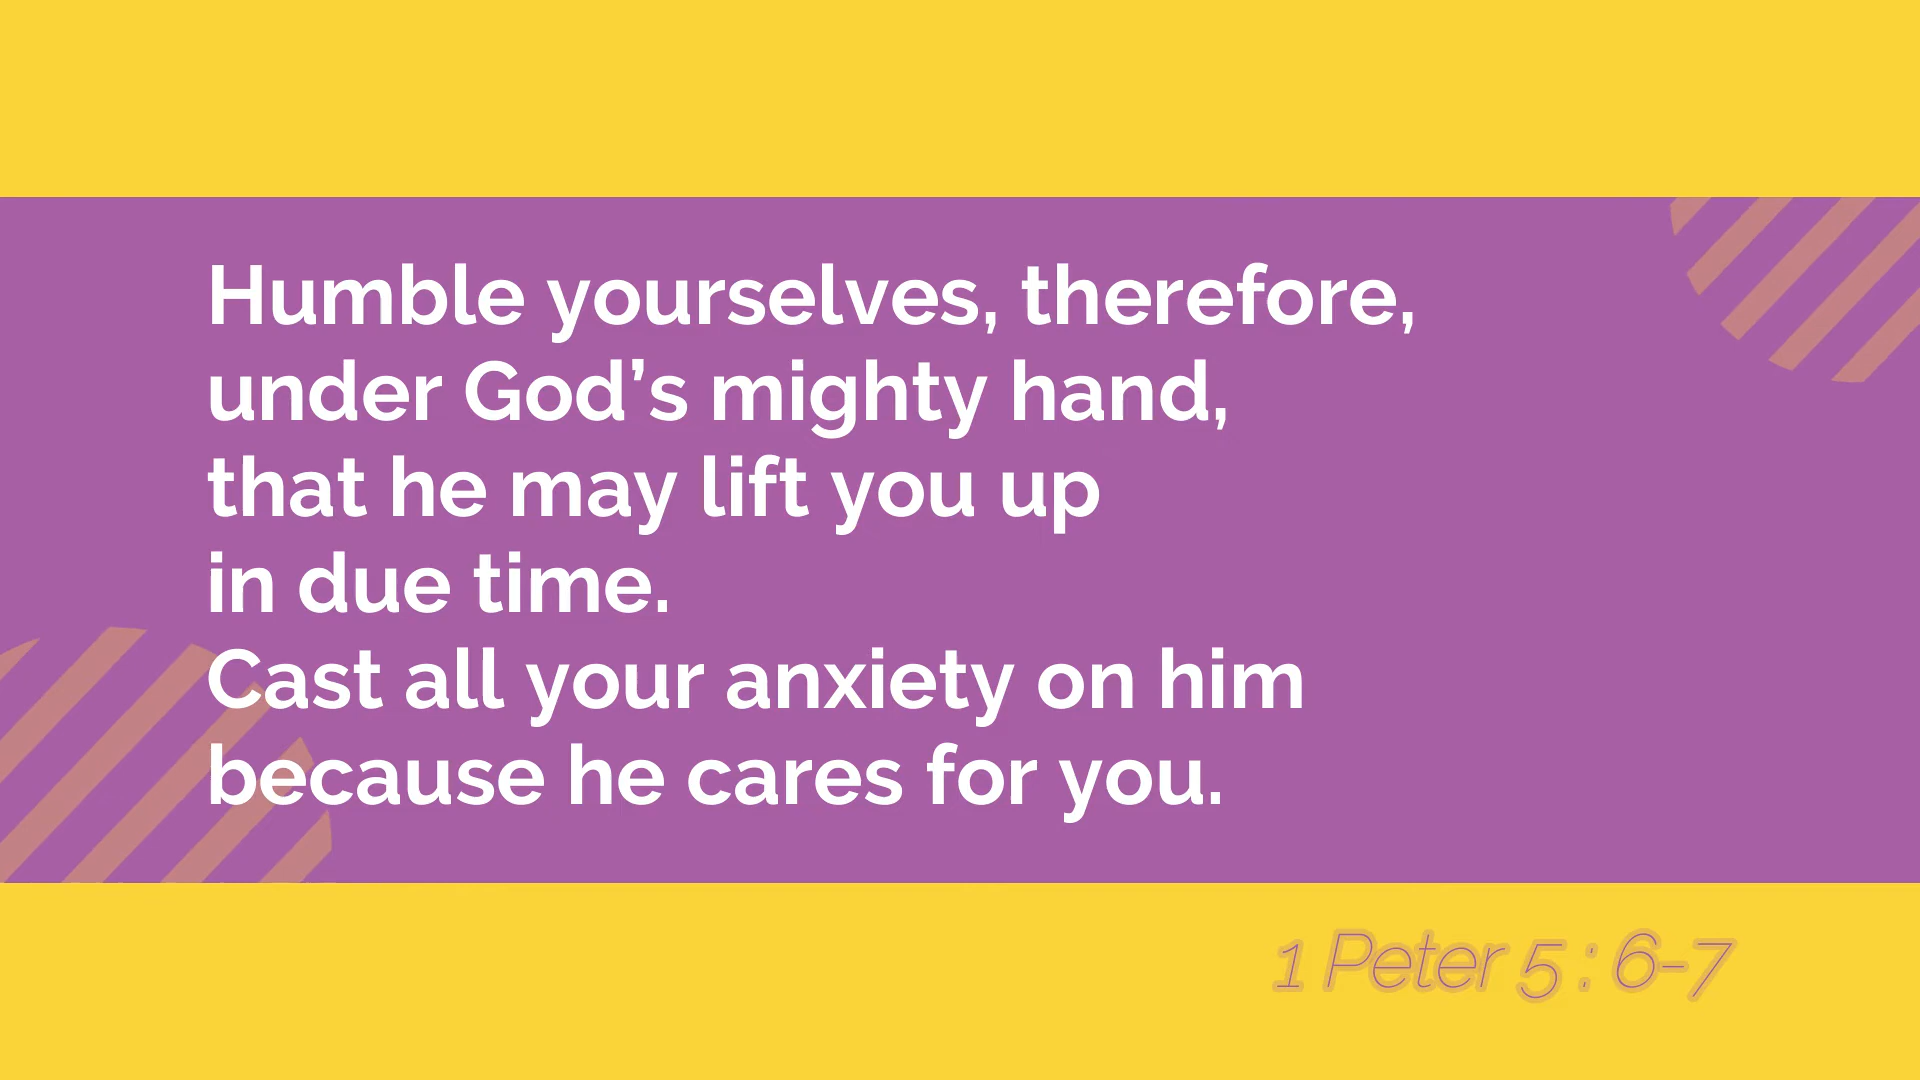 Humble yourselves, therefore,
under God’s mighty hand,
that he may lift you up
in due time.
Cast all your anxiety on him
because he cares for you.
1 Peter 5 : 6-7